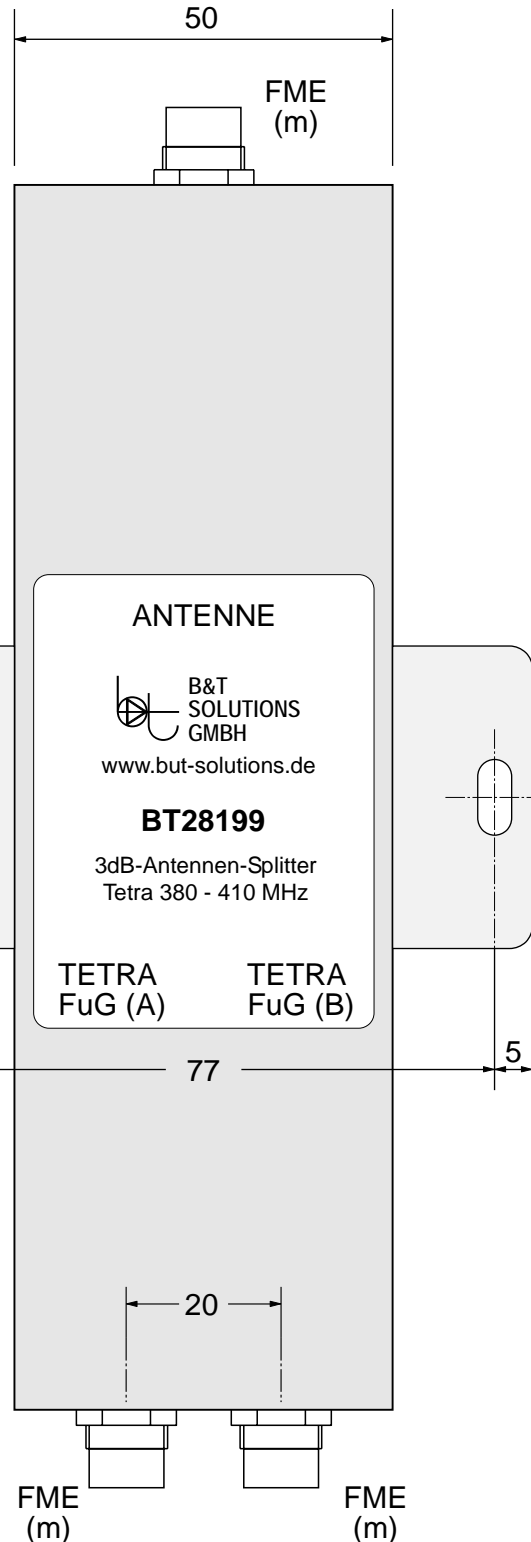 50
FME
(m)
ANTENNE
B&T
SOLUTIONS
GMBH
www.but-solutions.de
BT28199
3dB-Antennen-Splitter
Tetra 380 - 410 MHz
TETRA TETRA
FuG (A) FuG (B)
77 5
20
FME FME
(m) (m)